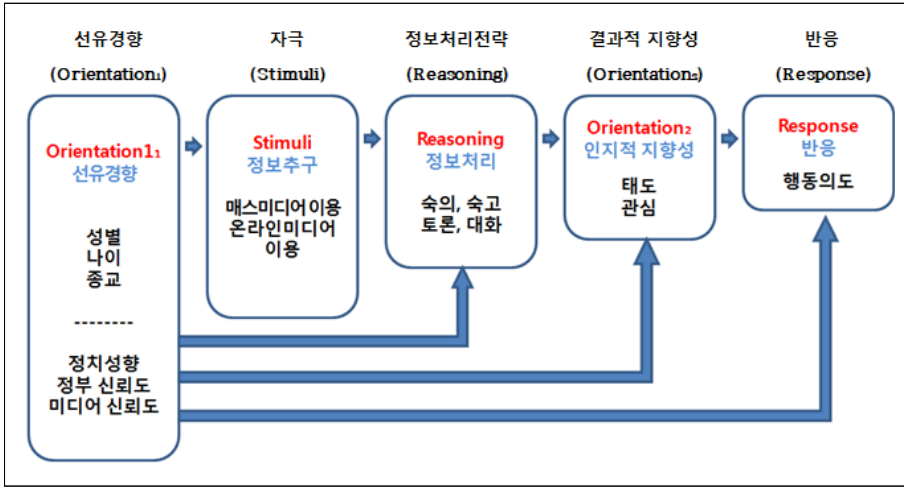 선유경향
(Orientation₁)
자극
(Stimuli)
정보처리전략
(Reasoning)
결과적 지향성
(Orientation₂)
반응
(Response)
Orientation1₁
선유경향
성별
나이
종교
--------
정치성향
정부 신뢰도
미디어 신뢰도
Stimuli
정보추구
매스미디어 이용
온라인미디어
이용
Reasoning
정보처리
숙의, 숙고
토론, 대화
Orientation₂
인지적 지향성
태도
관심
Response
반응
행동의도